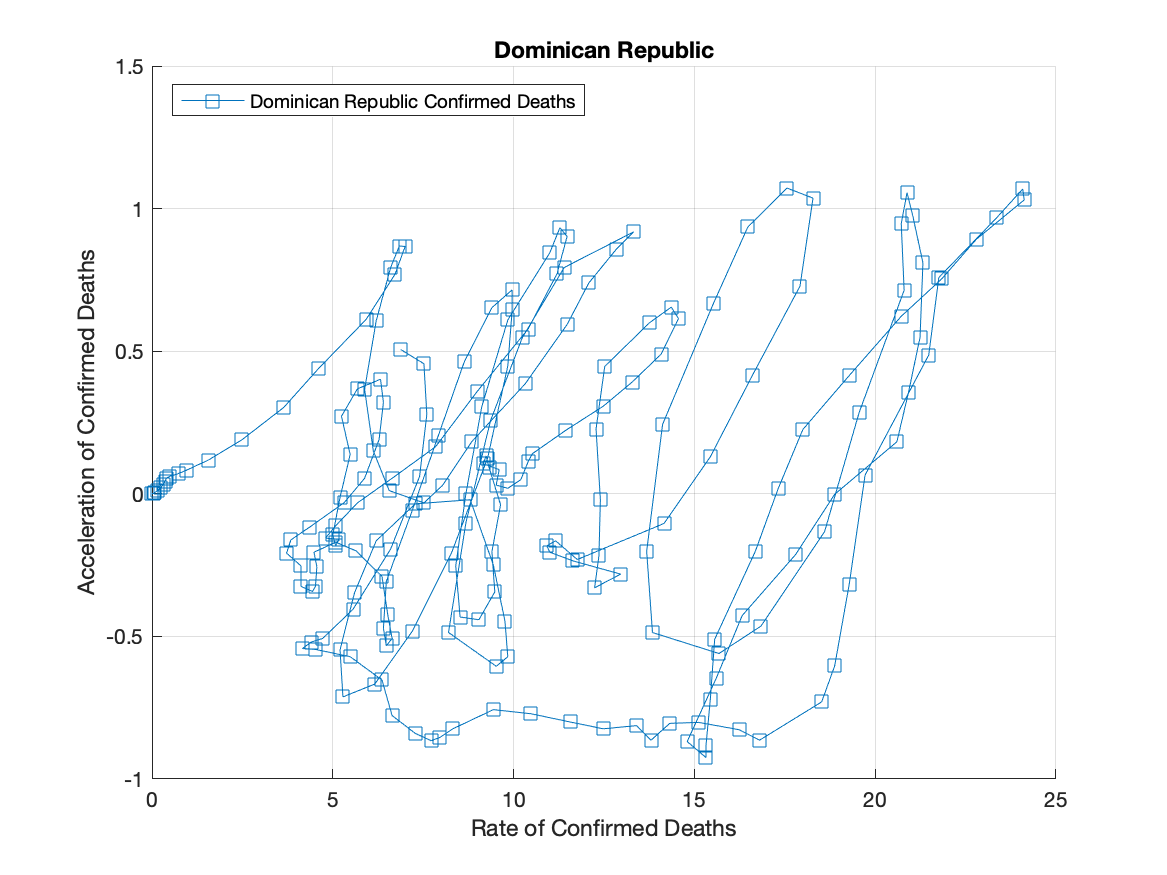 Dominican Republic
1.5
Dominican Republic Confirmed Deaths
1
0.5
0
-0.5
-1
Acceleration of Confirmed Deaths
0 5 10 15 20 25
Rate of Confirmed Deaths